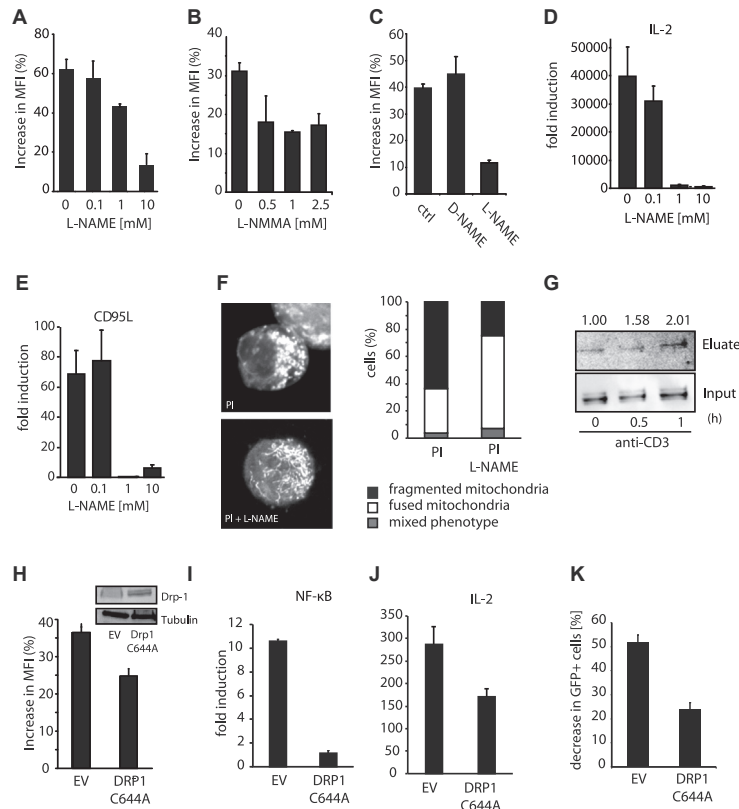 A
Increase in MFI (%)
80
60
40
20
0
0 0.1 1 10
L-NAME [mM]
B
Increase in MFI (%)
40
30
20
10
0
0 0.5 1 2.5
L-NMMA [mM]
C
Increase in MFI (%)
60
50
40
30
20
10
0
ctrl
D-NAME
L-NAME
D
IL-2
fold induction
50000
40000
30000
20000
10000
0
0 0.1 1 10
L-NAME [mM]
E
CD95L
fold induction
100
80
60
40
20
0
0 0.1 1 10
L-NAME [mM]
F
PI
PI + L-NAME
cells (%)
100
80
60
40
20
0
PI PI
L-NAME
fragmented mitochondria
fused mitochondria
mixed phenotype
G
1.00 1.58 2.01
Eluate
Input
0 0.5 1 (h)
anti-CD3
H
Drp-1
Tubulin
EV Drp1
C644A
Increase in MFI (%)
40
30
20
10
0
EV DRP1
C644A
I
NF-κB
fold induction
12
10
8
6
4
2
0
EV DRP1
C644A
J
IL-2
350
300
250
200
150
100
50
0
EV DRP1
C644A
K
decrease in GFP+ cells [%]
60
50
40
30
20
10
0
EV DRP1
C644A